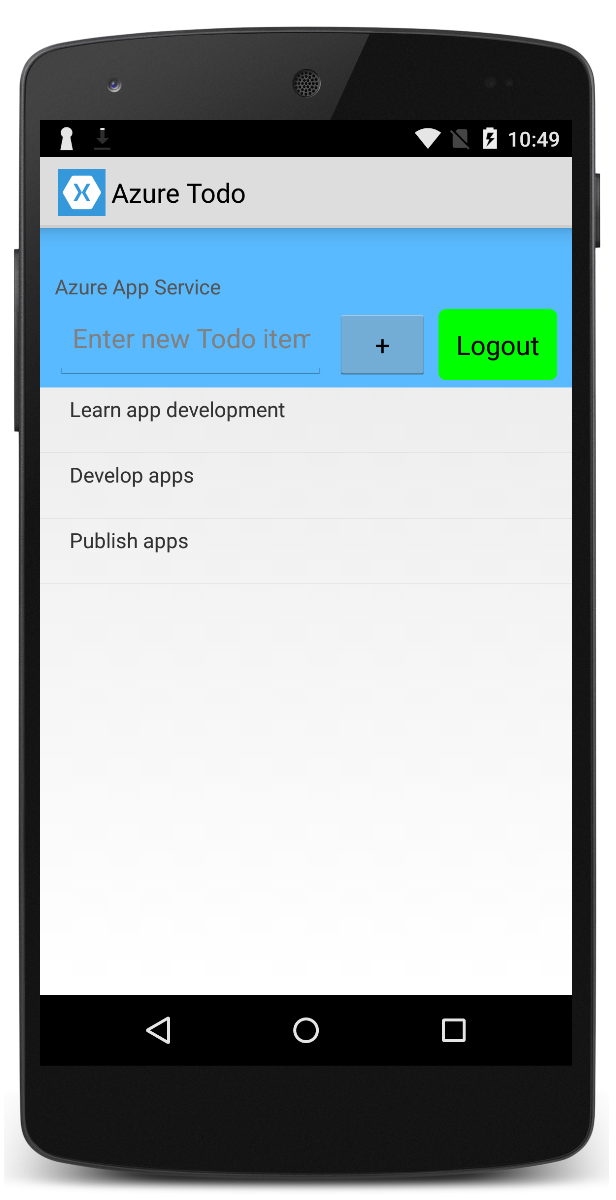 10:49
Azure Todo
Azure App Service
Enter new Todo item
+
Logout
Learn app development
Develop apps
Publish apps